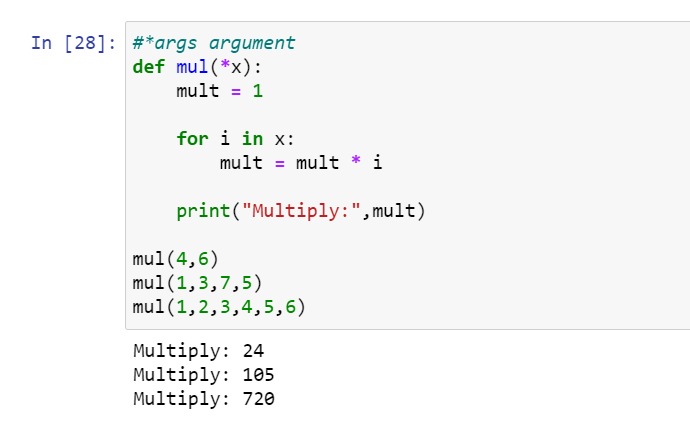 In [28]: #*args argument
def mul(*x):
    mult = 1
    for i in x:
        mult = mult * i
    print("Multiply:",mult)
mul(4,6)
mul(1,3,7,5)
mul(1,2,3,4,5,6)
Multiply: 24
Multiply: 105
Multiply: 720